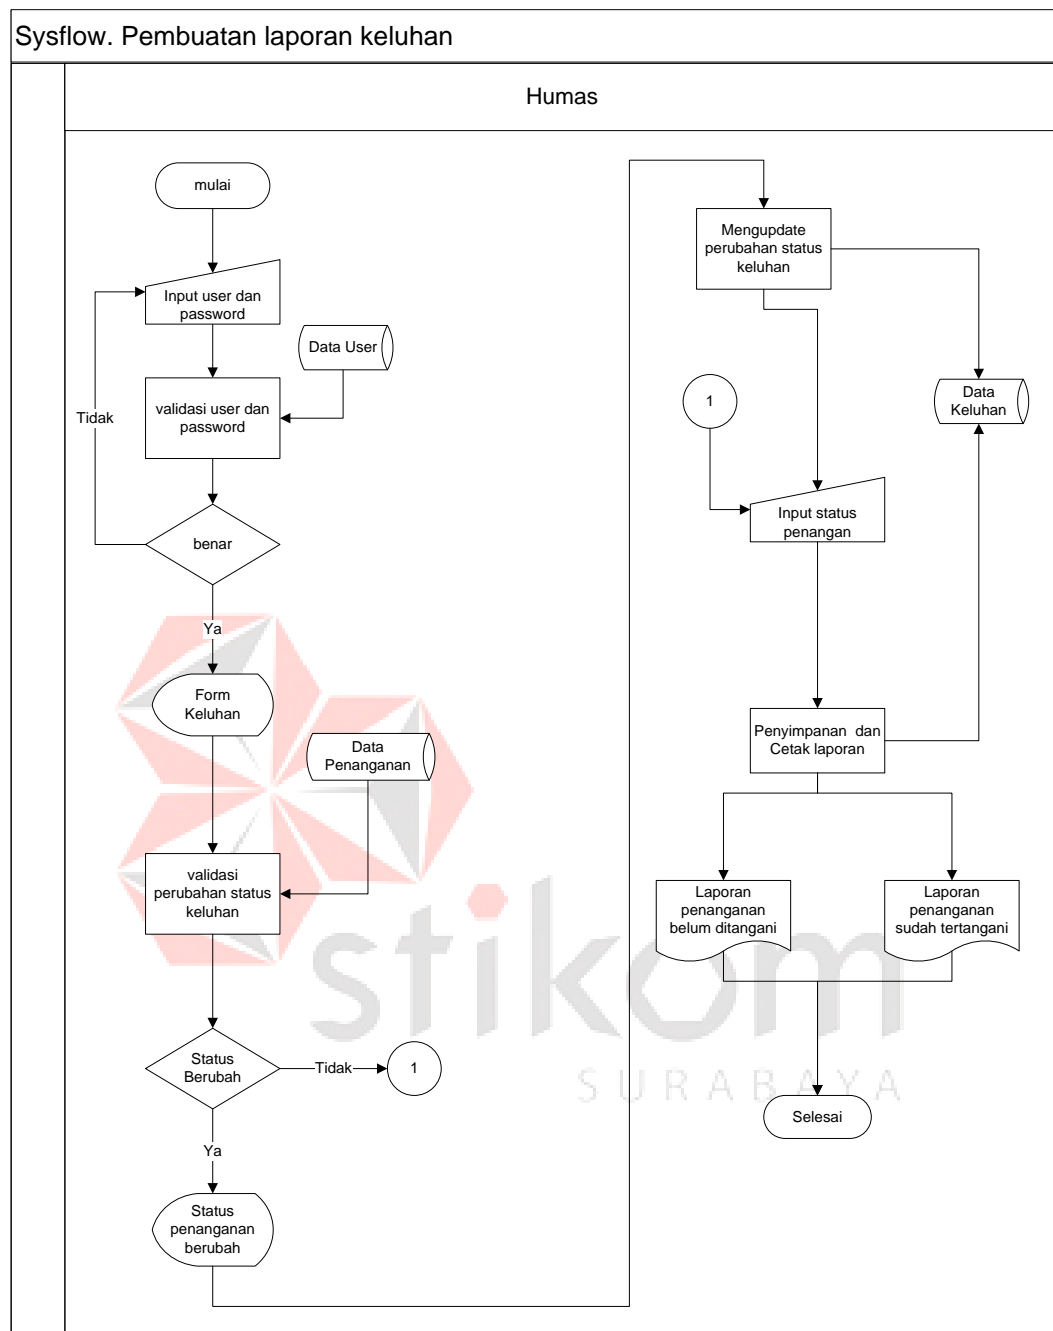 Sysflow. Pembuatan laporan keluhan
Humas
mulai
Input user dan
password
Data User
validasi user dan
password
Tidak
benar
Ya
Form
Keluhan
Data
Penanganan
validasi
perubahan status
keluhan
Status
Berubah
Tidak
1
Ya
Status
penanganan
berubah
Mengupdate
perubahan status
keluhan
1
Data
Keluhan
Input status
penangan
Penyimpanan dan
Cetak laporan
Laporan
penanganan
belum ditangani
Laporan
penanganan
sudah tertangani
Selesai
stikom
SURABAYA